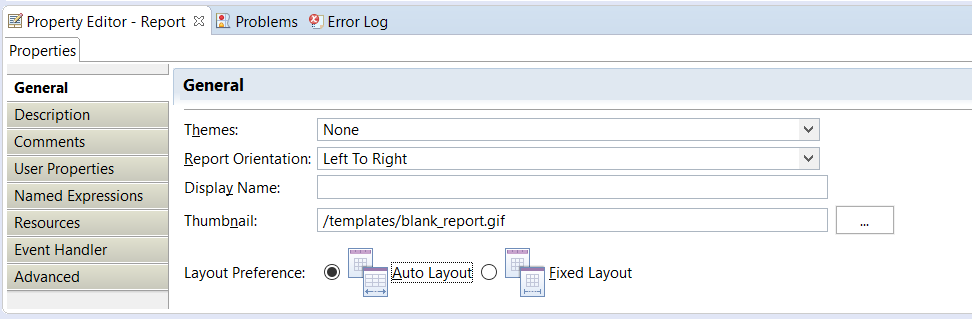 Property Editor - Report Problems Error Log
Properties
General
Description
Comments
User Properties
Named Expressions
Resources
Event Handler
Advanced
General
Themes: None
Report Orientation: Left To Right
Display Name:
Thumbnail: /templates/blank_report.gif ...
Layout Preference: Auto Layout Fixed Layout